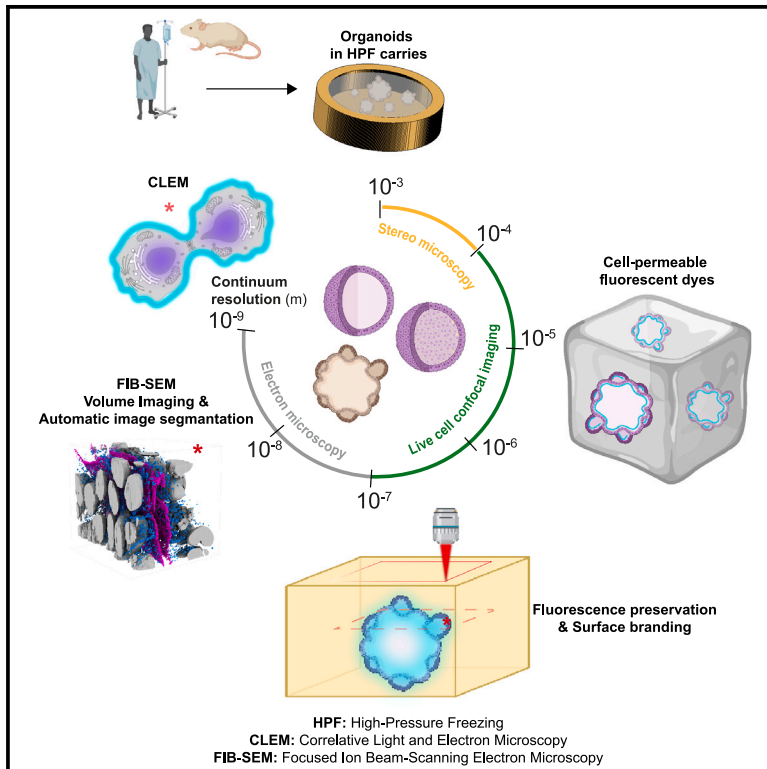 Organoids
in HPF carries
CLEM
*
10-3
Stereo microscopy
10-4
Cell-permeable
fluorescent dyes
Continuum
resolution (m)
10-9
10-5
FIB-SEM
Volume Imaging &
Automatic image segmantation
*
Electron microscopy
Live cell confocal imaging
10-8
10-6
10-7
Fluorescence preservation
& Surface branding
*
HPF: High-Pressure Freezing
CLEM: Correlative Light and Electron Microscopy
FIB-SEM: Focused Ion Beam-Scanning Electron Microscopy